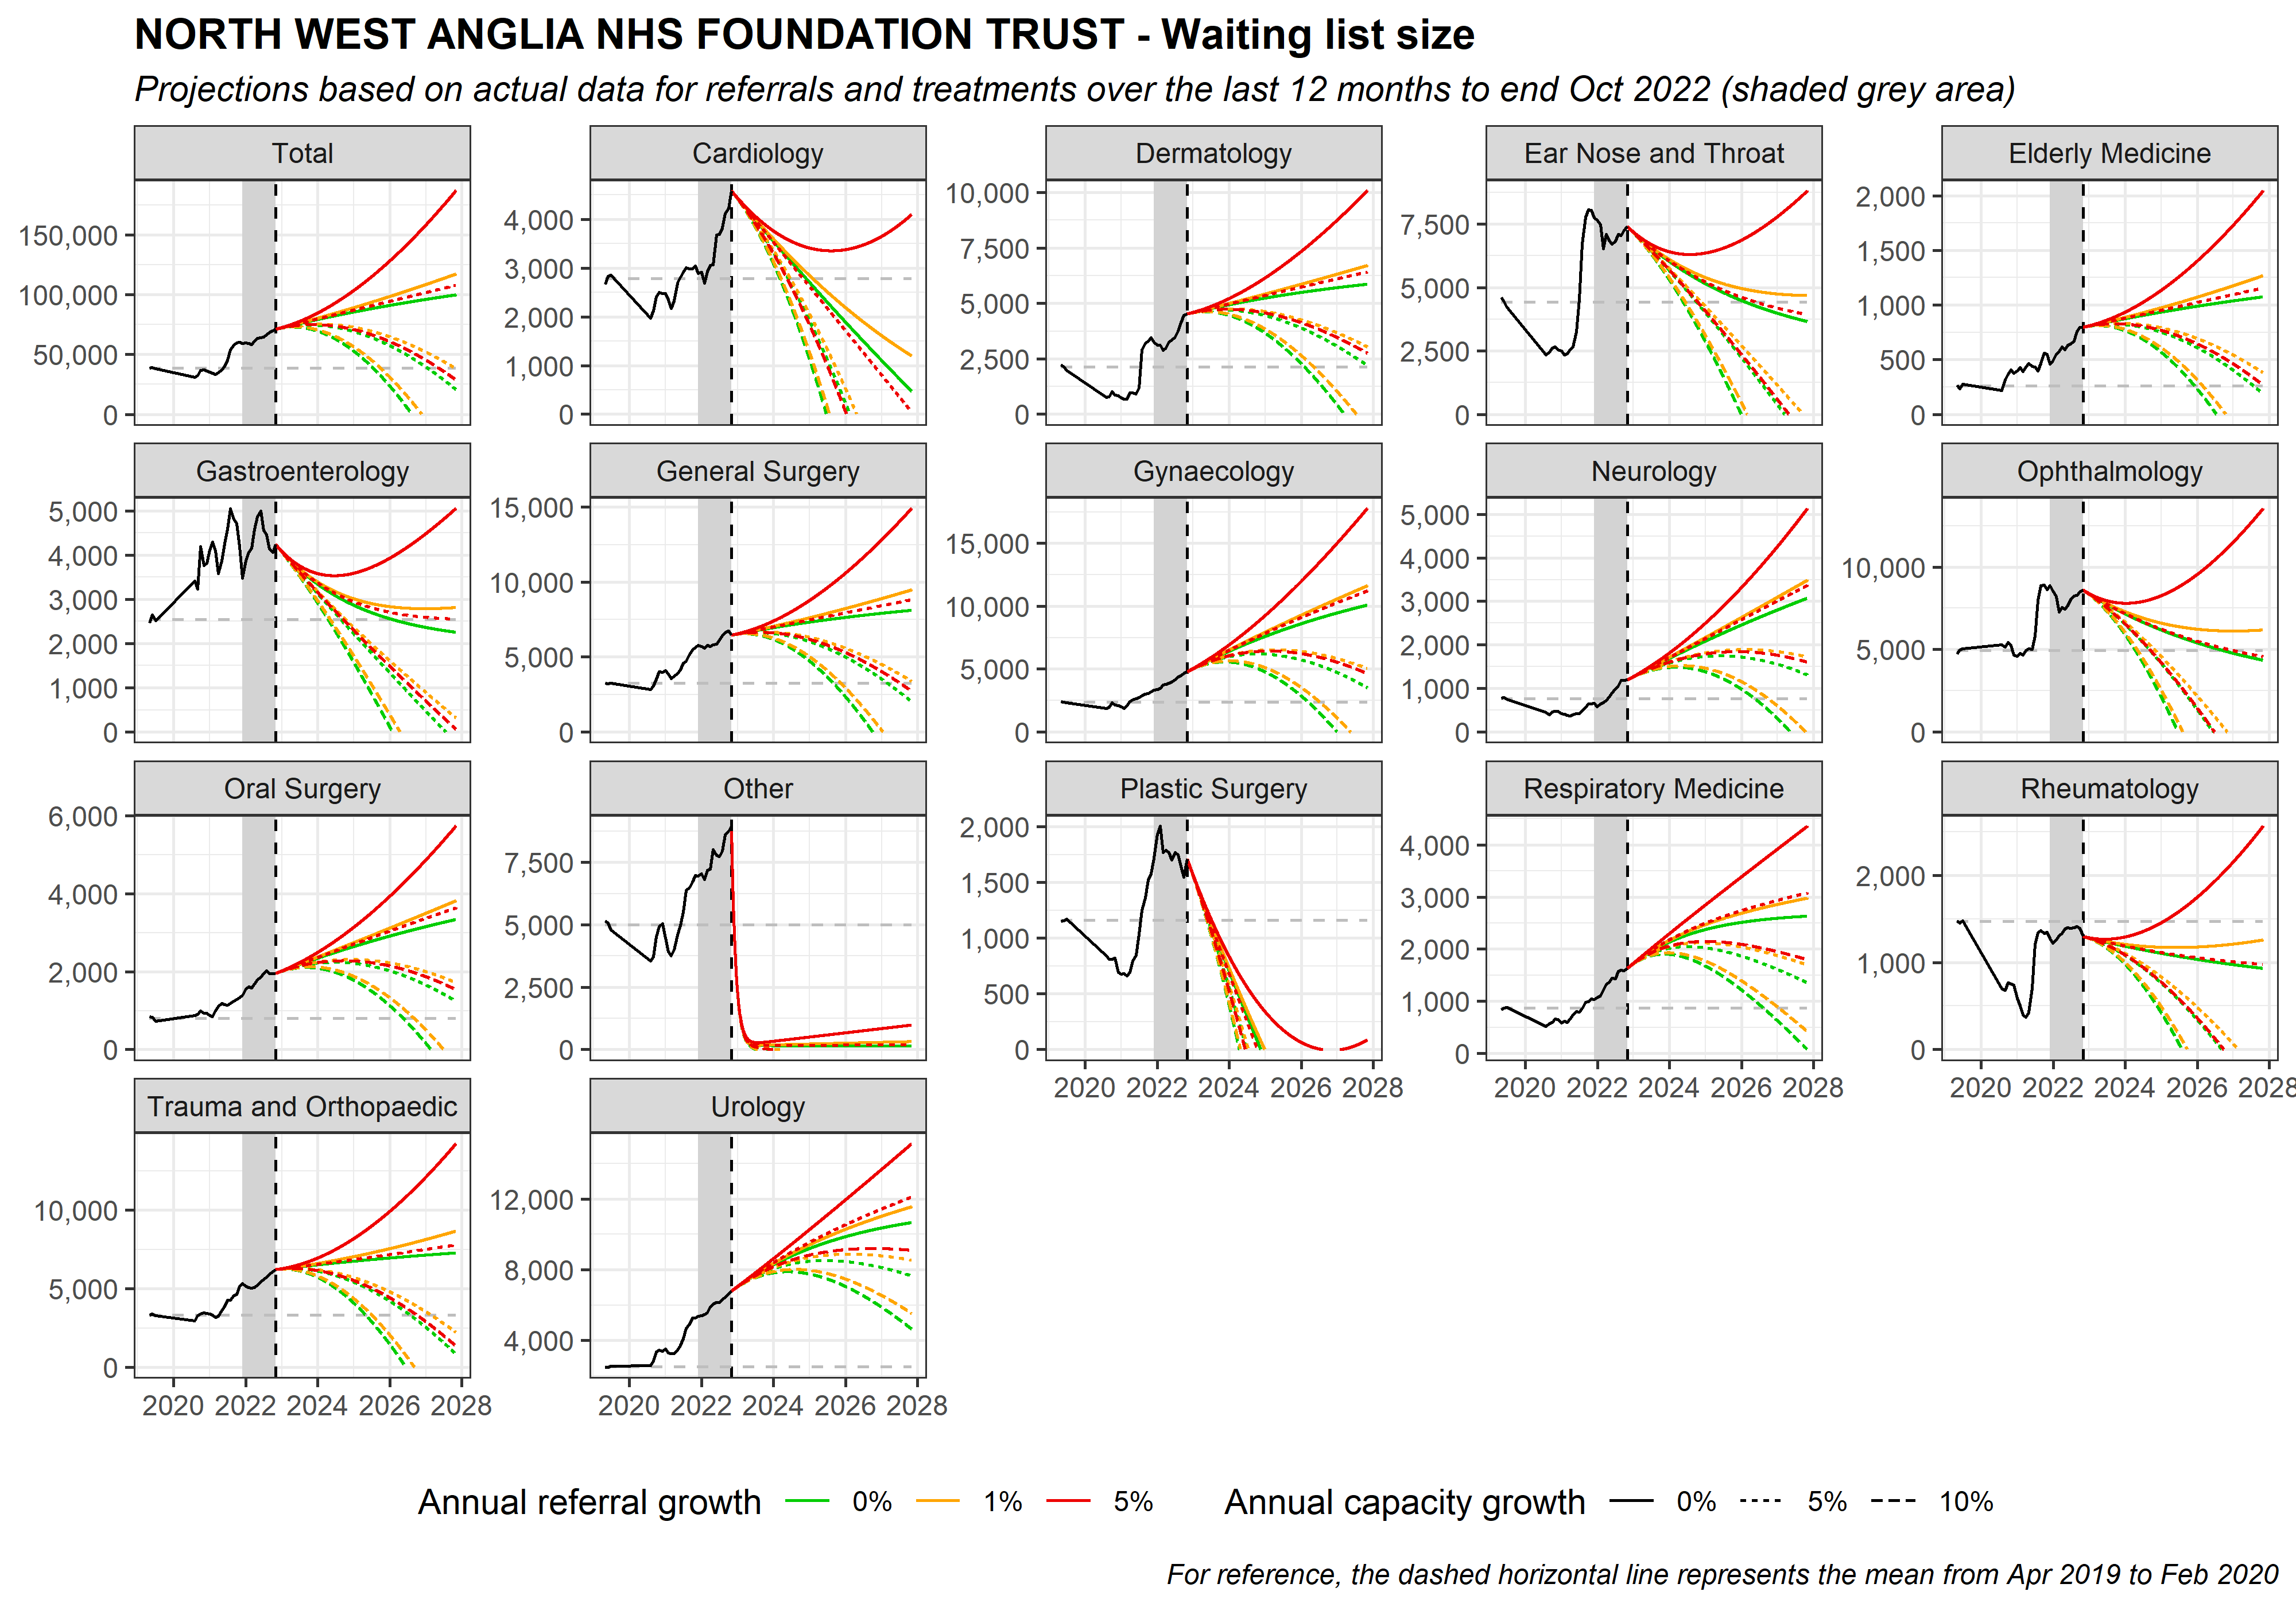 NORTH WEST ANGLIA NHS FOUNDATION TRUST - Waiting list size
Projections based on actual data for referrals and treatments over the last 12 months to end Oct 2022 (shaded grey area)
Total
150,000
100,000
50,000
0
Cardiology
4,000
3,000
2,000
1,000
0
Dermatology
10,000
7,500
5,000
2,500
0
Ear Nose and Throat
7,500
5,000
2,500
0
Elderly Medicine
2,000
1,500
1,000
500
0
Gastroenterology
5,000
4,000
3,000
2,000
1,000
0
General Surgery
15,000
10,000
5,000
0
Gynaecology
15,000
10,000
5,000
0
Neurology
5,000
4,000
3,000
2,000
1,000
0
Ophthalmology
10,000
5,000
0
Oral Surgery
6,000
4,000
2,000
0
Other
7,500
5,000
2,500
0
Plastic Surgery
2,000
1,500
1,000
500
0
2020 2022 2024 2026 2028
Respiratory Medicine
4,000
3,000
2,000
1,000
0
2020 2022 2024 2026 2028
Rheumatology
2,000
1,000
0
2020 2022 2024 2026 2028
Trauma and Orthopaedic
10,000
5,000
0
2020 2022 2024 2026 2028
Urology
12,000
8,000
4,000
2020 2022 2024 2026 2028
Annual referral growth 0% 1% 5% Annual capacity growth 0% 5% 10%
For reference, the dashed horizontal line represents the mean from Apr 2019 to Feb 2020